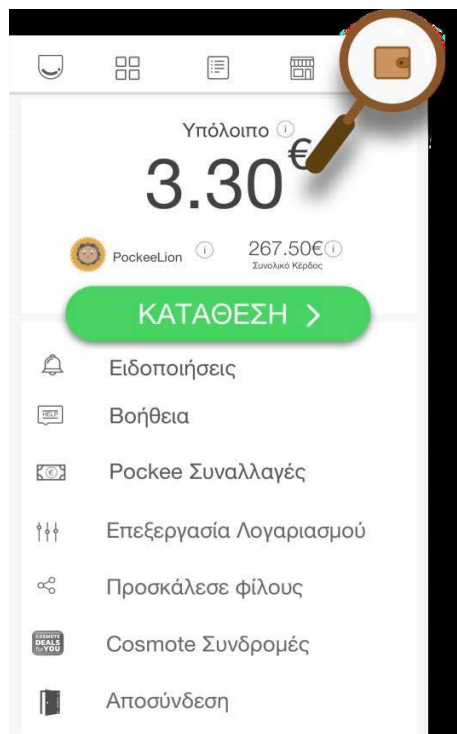 Υπόλοιπο i
3.30€
PockeeLion i
267.50€ i
Συνολικό Κέρδος
ΚΑΤΑΘΕΣΗ >
Ειδοποιήσεις
HELP
Βοήθεια
€
Pockee Συναλλαγές
Επεξεργασία Λογαριασμού
Προσκάλεσε φίλους
COSMOTE
DEALS
for YOU
Cosmote Συνδρομές
Αποσύνδεση